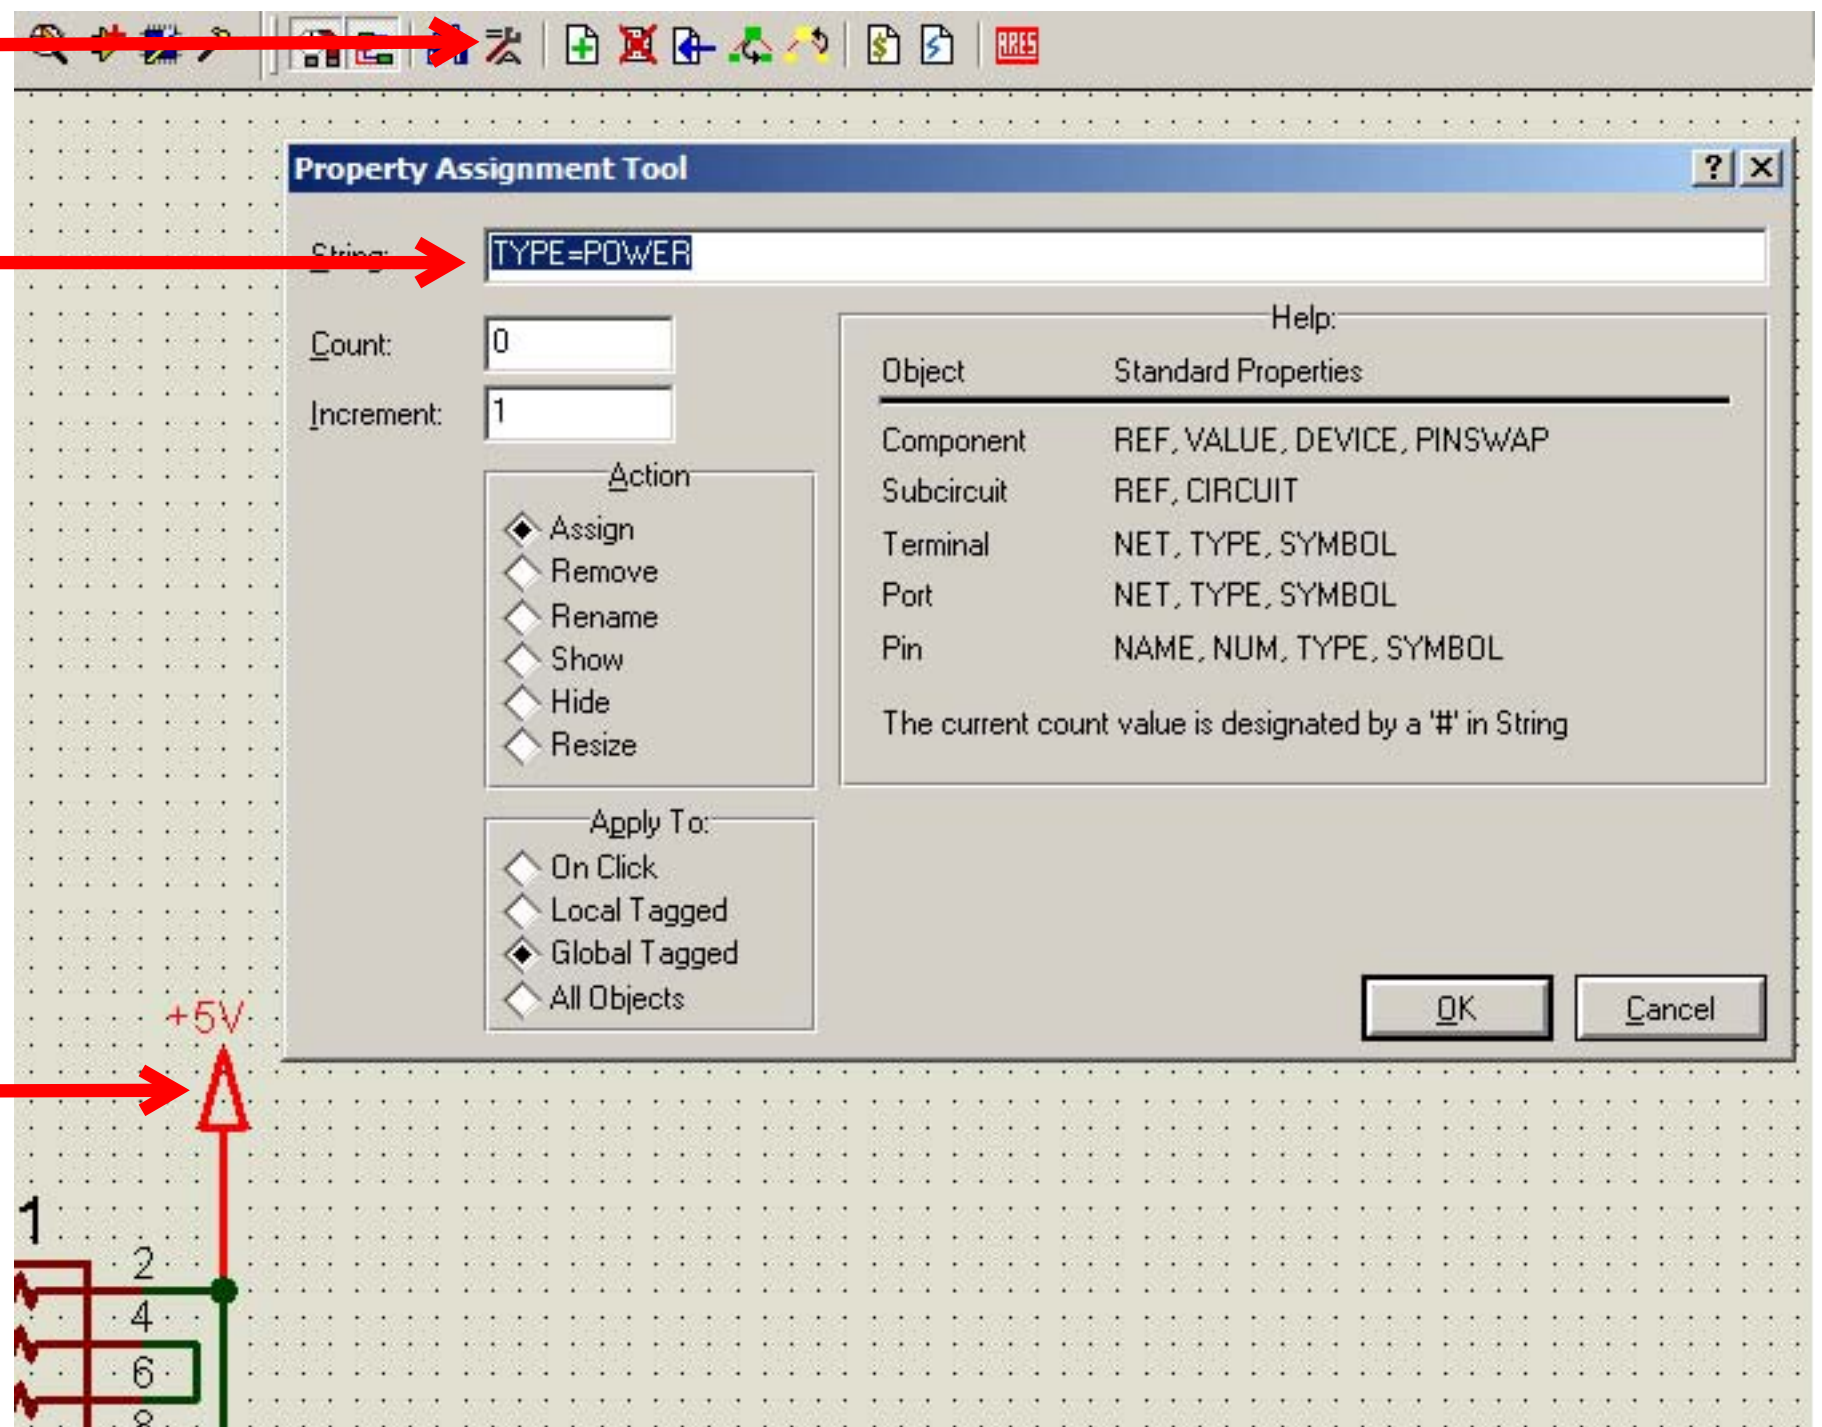 ARES
Property Assignment Tool
String: TYPE=POWER
Count: 0
Increment: 1
Action
Assign
Remove
Rename
Show
Hide
Resize
Apply To:
On Click
Local Tagged
Global Tagged
All Objects
Help:
Object Standard Properties
Component REF, VALUE, DEVICE, PINSWAP
Subcircuit REF, CIRCUIT
Terminal NET, TYPE, SYMBOL
Port NET, TYPE, SYMBOL
Pin NAME, NUM, TYPE, SYMBOL
The current count value is designated by a '#' in String
OK Cancel
+5V
1
2
4
6
8